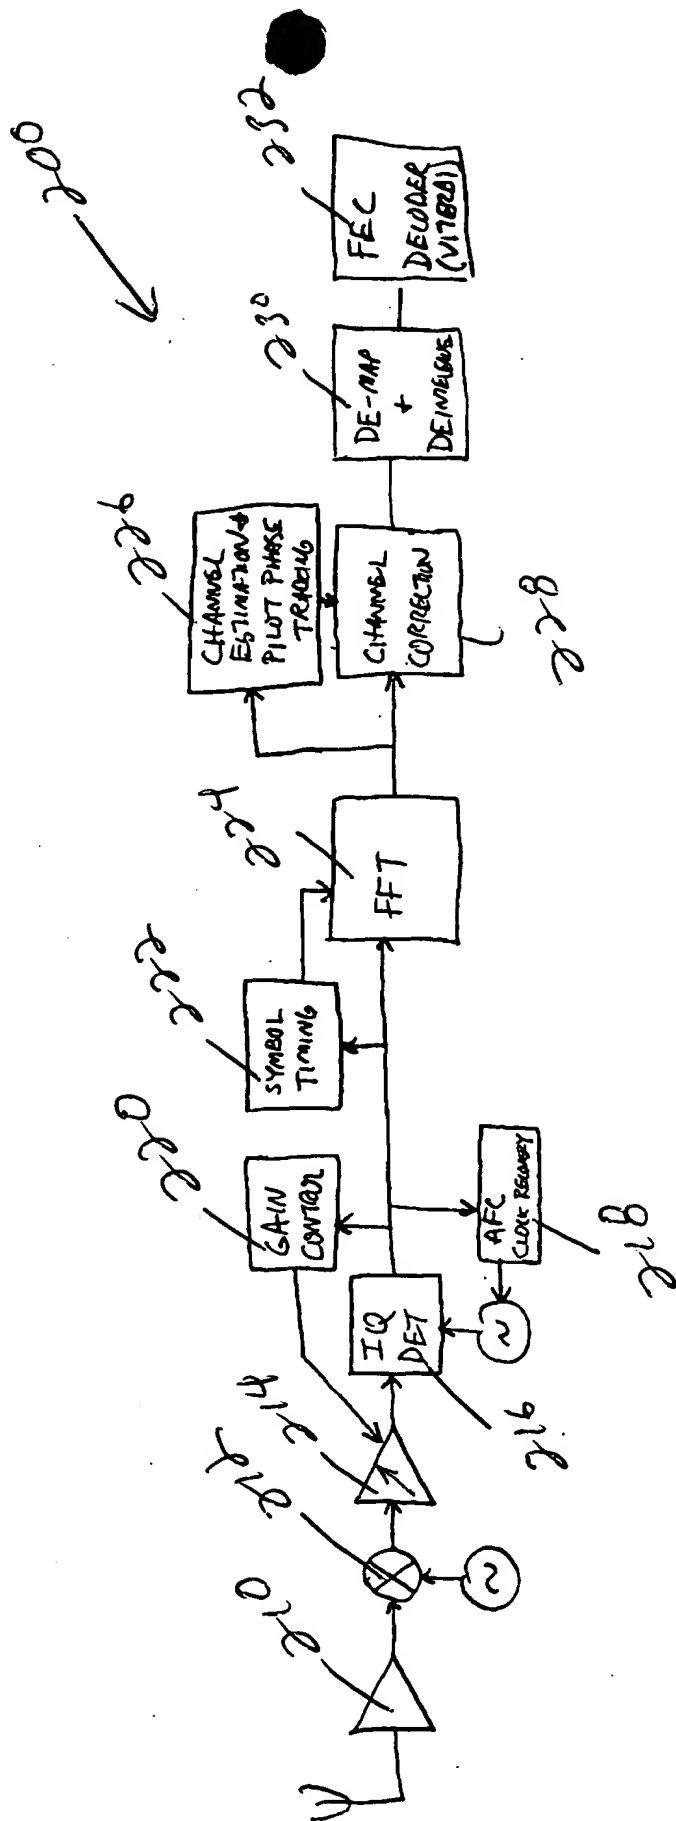 200
210
212
214
GAIN
CONTROL
220
IQ
DET
216
AFC
CLOCK RECOVERY
218
SYMBOL
TIMING
222
FFT
224
CHANNEL
ESTIMATION &
PILOT PHASE
TRACKING
226
CHANNEL
CORRECTION
228
DE-MAP
+
DEINTERLEAVE
230
FEC
DECODER
(VITERBI)
232